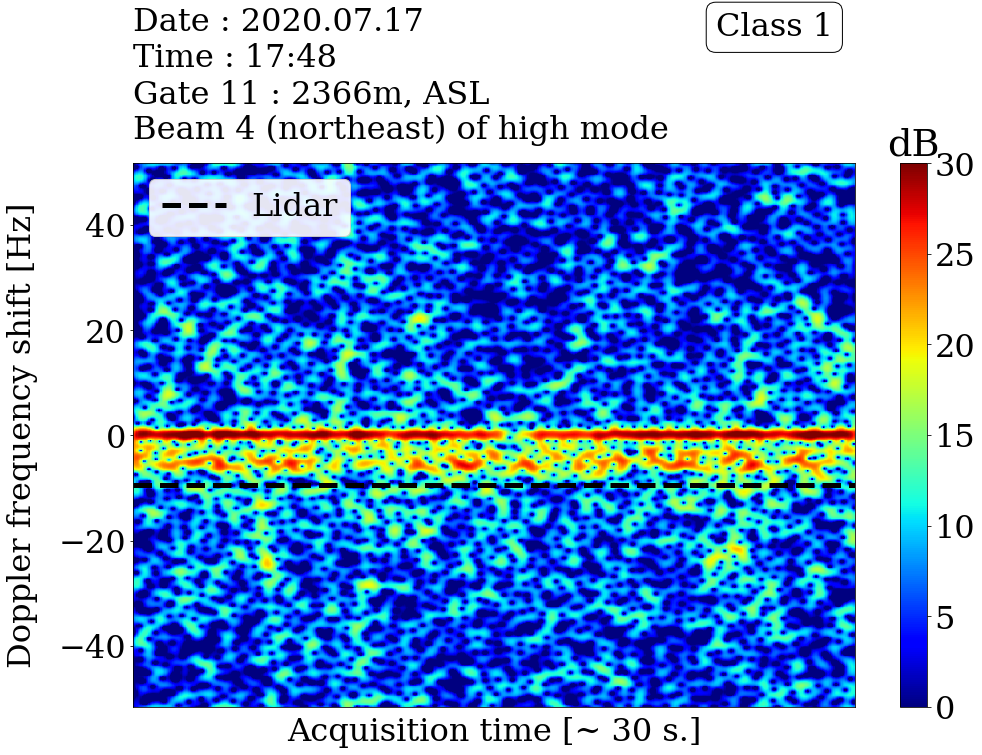 Date : 2020.07.17
Time : 17:48
Gate 11 : 2366m, ASL
Beam 4 (northeast) of high mode
Class 1
dB
Lidar
Doppler frequency shift [Hz]
40
20
0
−20
−40
30
25
20
15
10
5
0
Acquisition time [~ 30 s.]